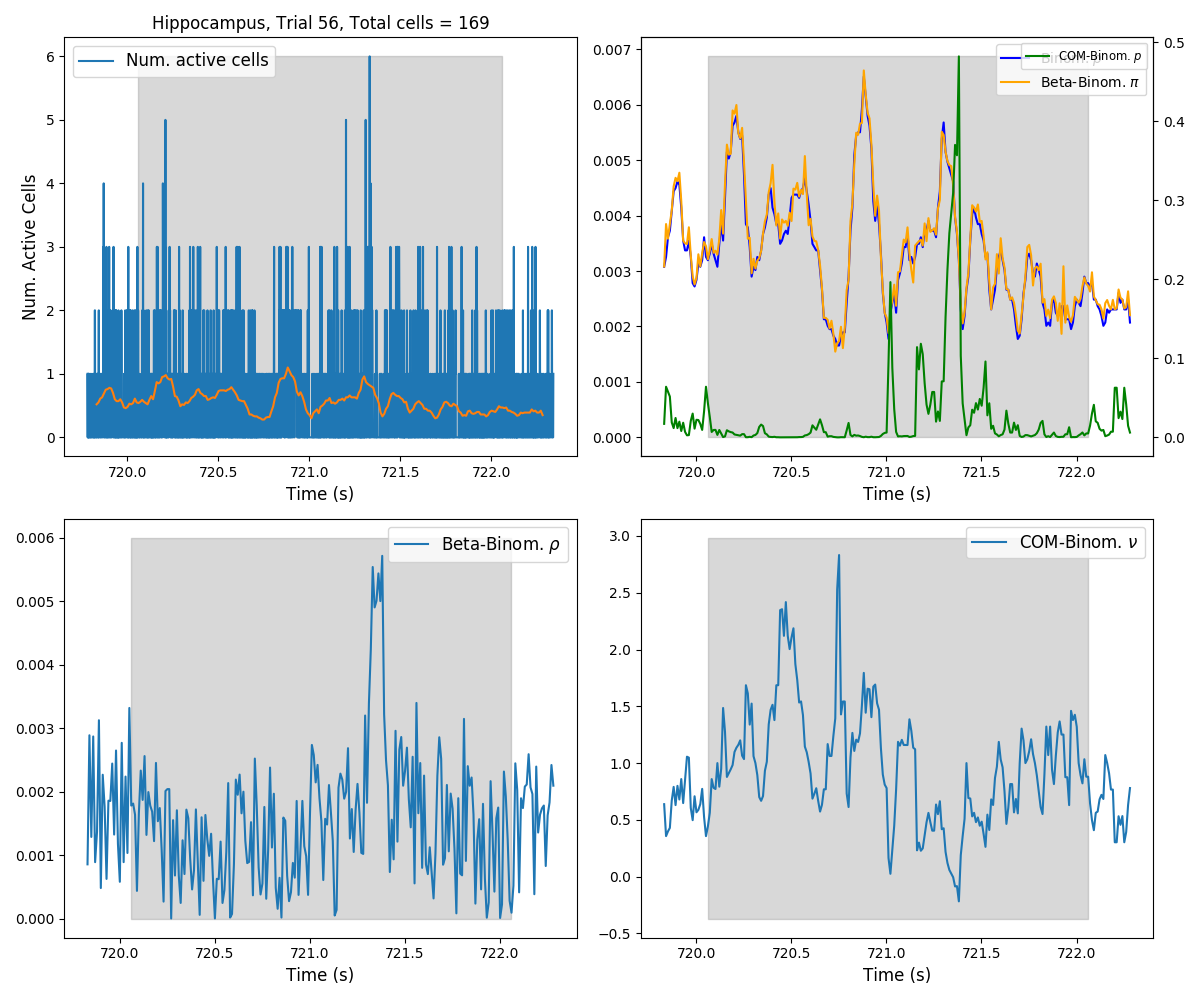 Hippocampus, Trial 56, Total cells = 169
Num. active cells
Num. Active Cells
6
5
4
3
2
1
0
720.0 720.5 721.0 721.5 722.0
Time (s)
COM-Binom. p
Beta-Binom. π
0.007
0.006
0.005
0.004
0.003
0.002
0.001
0.000
0.5
0.4
0.3
0.2
0.1
0.0
720.0 720.5 721.0 721.5 722.0
Time (s)
Beta-Binom. ρ
0.006
0.005
0.004
0.003
0.002
0.001
0.000
720.0 720.5 721.0 721.5 722.0
Time (s)
COM-Binom. ν
3.0
2.5
2.0
1.5
1.0
0.5
0.0
−0.5
720.0 720.5 721.0 721.5 722.0
Time (s)